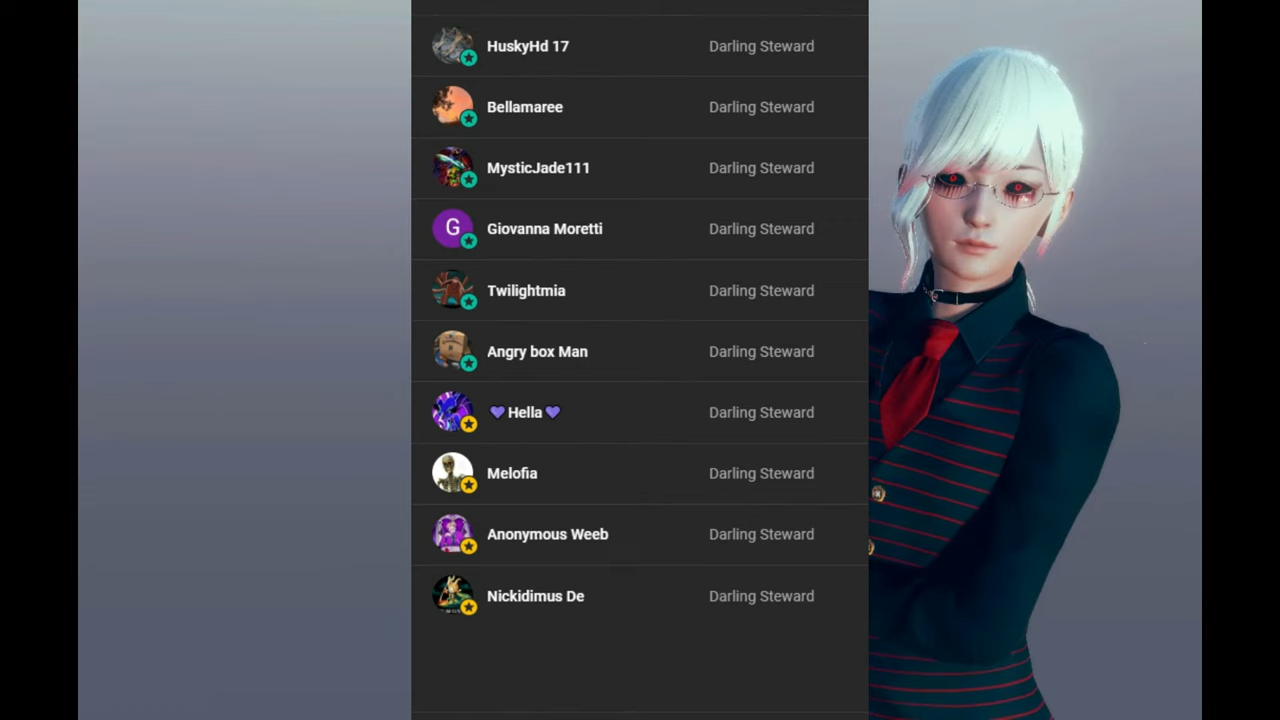 HuskyHd 17 Darling Steward
Bellamaree Darling Steward
MysticJade111 Darling Steward
G Giovanna Moretti Darling Steward
Twilightmia Darling Steward
Angry box Man Darling Steward
💜Hella💜 Darling Steward
Melofia Darling Steward
Anonymous Weeb Darling Steward
Nickidimus De Darling Steward